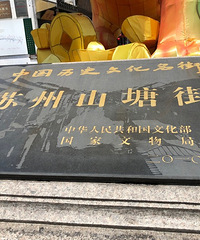 中国历史文化名街
苏州山塘街
中华人民共和国文化部
国家文物局